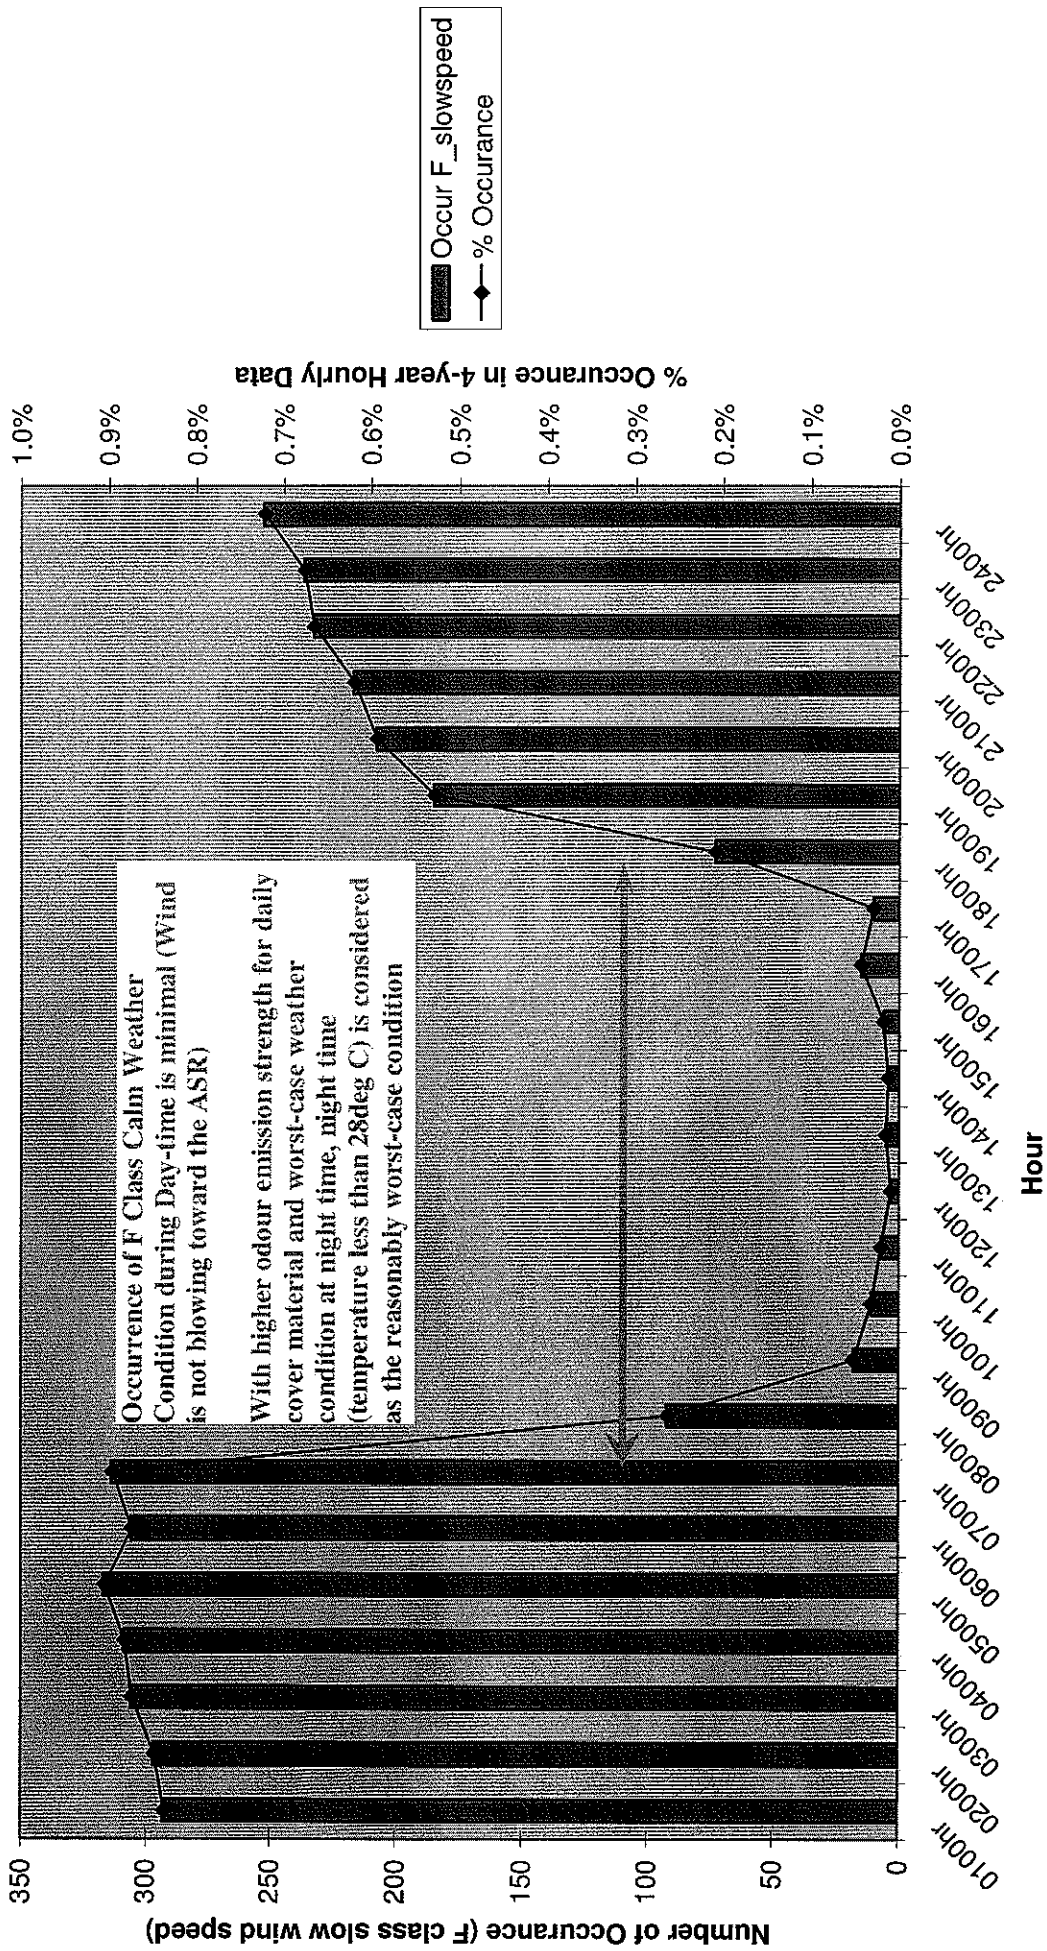 Number of Occurance (F class slow wind speed)
350
300
250
200
150
100
50
0
Occurrence of F Class Calm Weather
Condition during Day-time is minimal (Wind
is not blowing toward the ASR)
With higher odour emission strength for daily
cover material and worst-case weather
condition at night time, night time
(temperature less than 28deg C) is considered
as the reasonably worst-case condition
1.0%
0.9%
0.8%
0.7%
0.6%
0.5%
0.4%
0.3%
0.2%
0.1%
0.0%
% Occurance in 4-year Hourly Data
0100hr
0200hr
0300hr
0400hr
0500hr
0600hr
0700hr
0800hr
0900hr
1000hr
1100hr
1200hr
1300hr
1400hr
1500hr
1600hr
1700hr
1800hr
1900hr
2000hr
2100hr
2200hr
2300hr
2400hr
Hour
Occur F_slowspeed
% Occurance